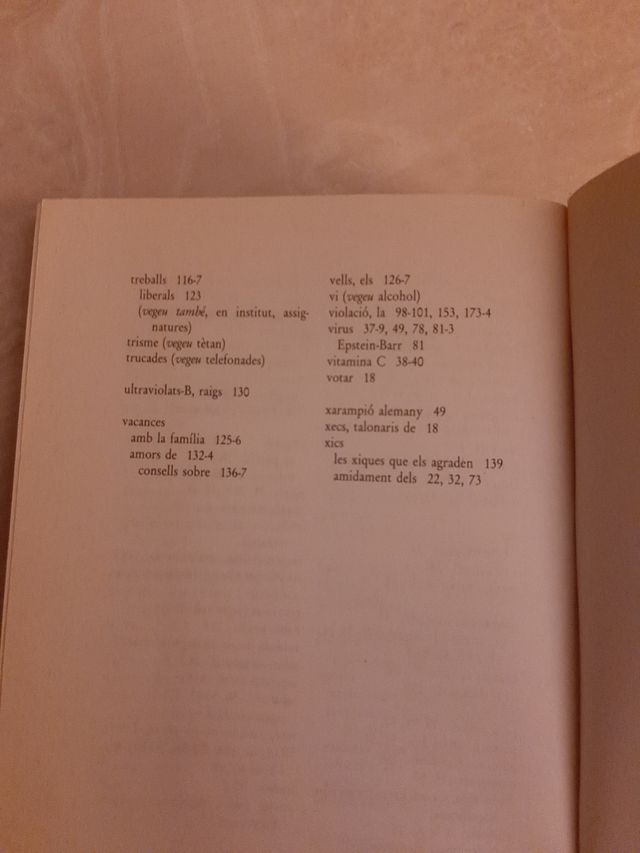 treballs 116-7
liberals 123
(vegeu també, en institut, assig-
natures)
trisme (vegeu tètan)
trucades (vegeu telefonades)
ultraviolats-B, raigs 130
vacances
amb la família 125-6
amors de 132-4
consells sobre 136-7
vells, els 126-7
vi (vegeu alcohol)
violació, la 98-101, 153, 173-4
virus 37-9, 49, 78, 81-3
Epstein-Barr 81
vitamina C 38-40
votar 18
xarampió alemany 49
xecs, talonaris de 18
xics
les xiques que els agraden 139
amidament dels 22, 32, 73